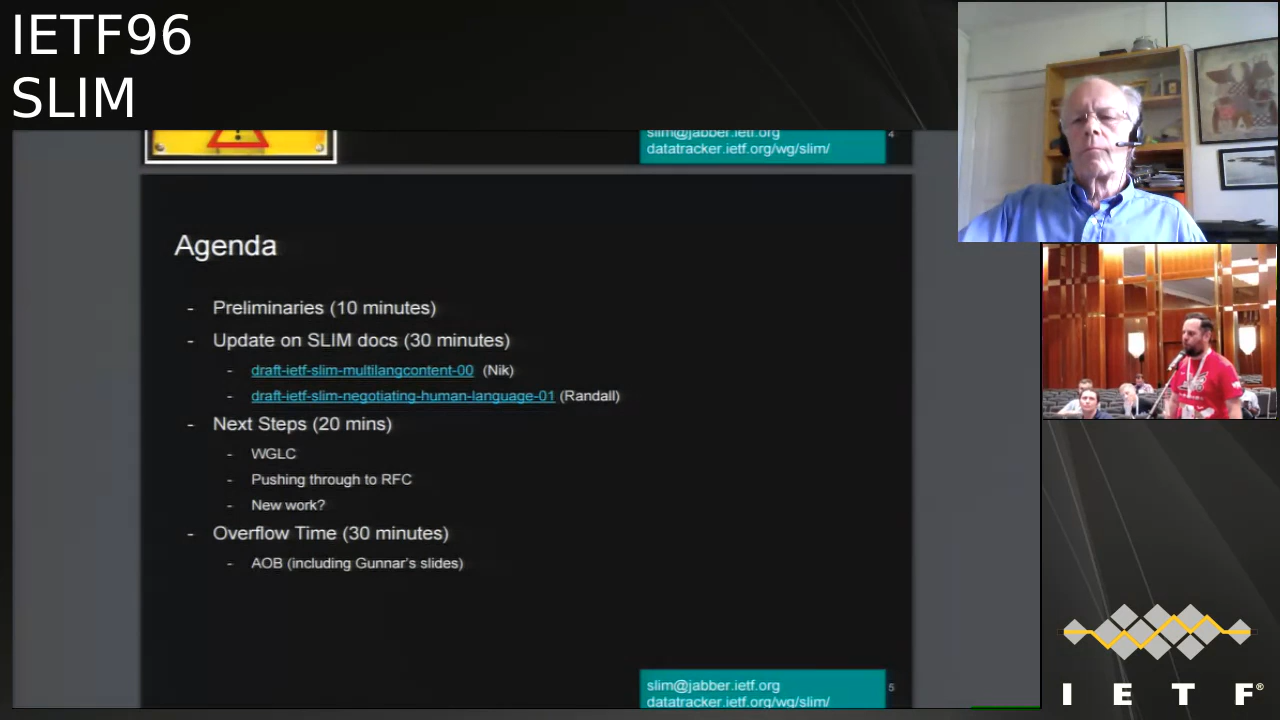 IETF96
SLIM
slim@jabber.ietf.org
4
datatracker.ietf.org/wg/slim/
Agenda
- Preliminaries (10 minutes)
- Update on SLIM docs (30 minutes)
- draft-ietf-slim-multilangcontent-00 (Nik)
- draft-ietf-slim-negotiating-human-language-01 (Randall)
- Next Steps (20 mins)
- WGLC
- Pushing through to RFC
- New work?
- Overflow Time (30 minutes)
- AOB (including Gunnar's slides)
slim@jabber.ietf.org
5
datatracker.ietf.org/wg/slim/
I E T F®